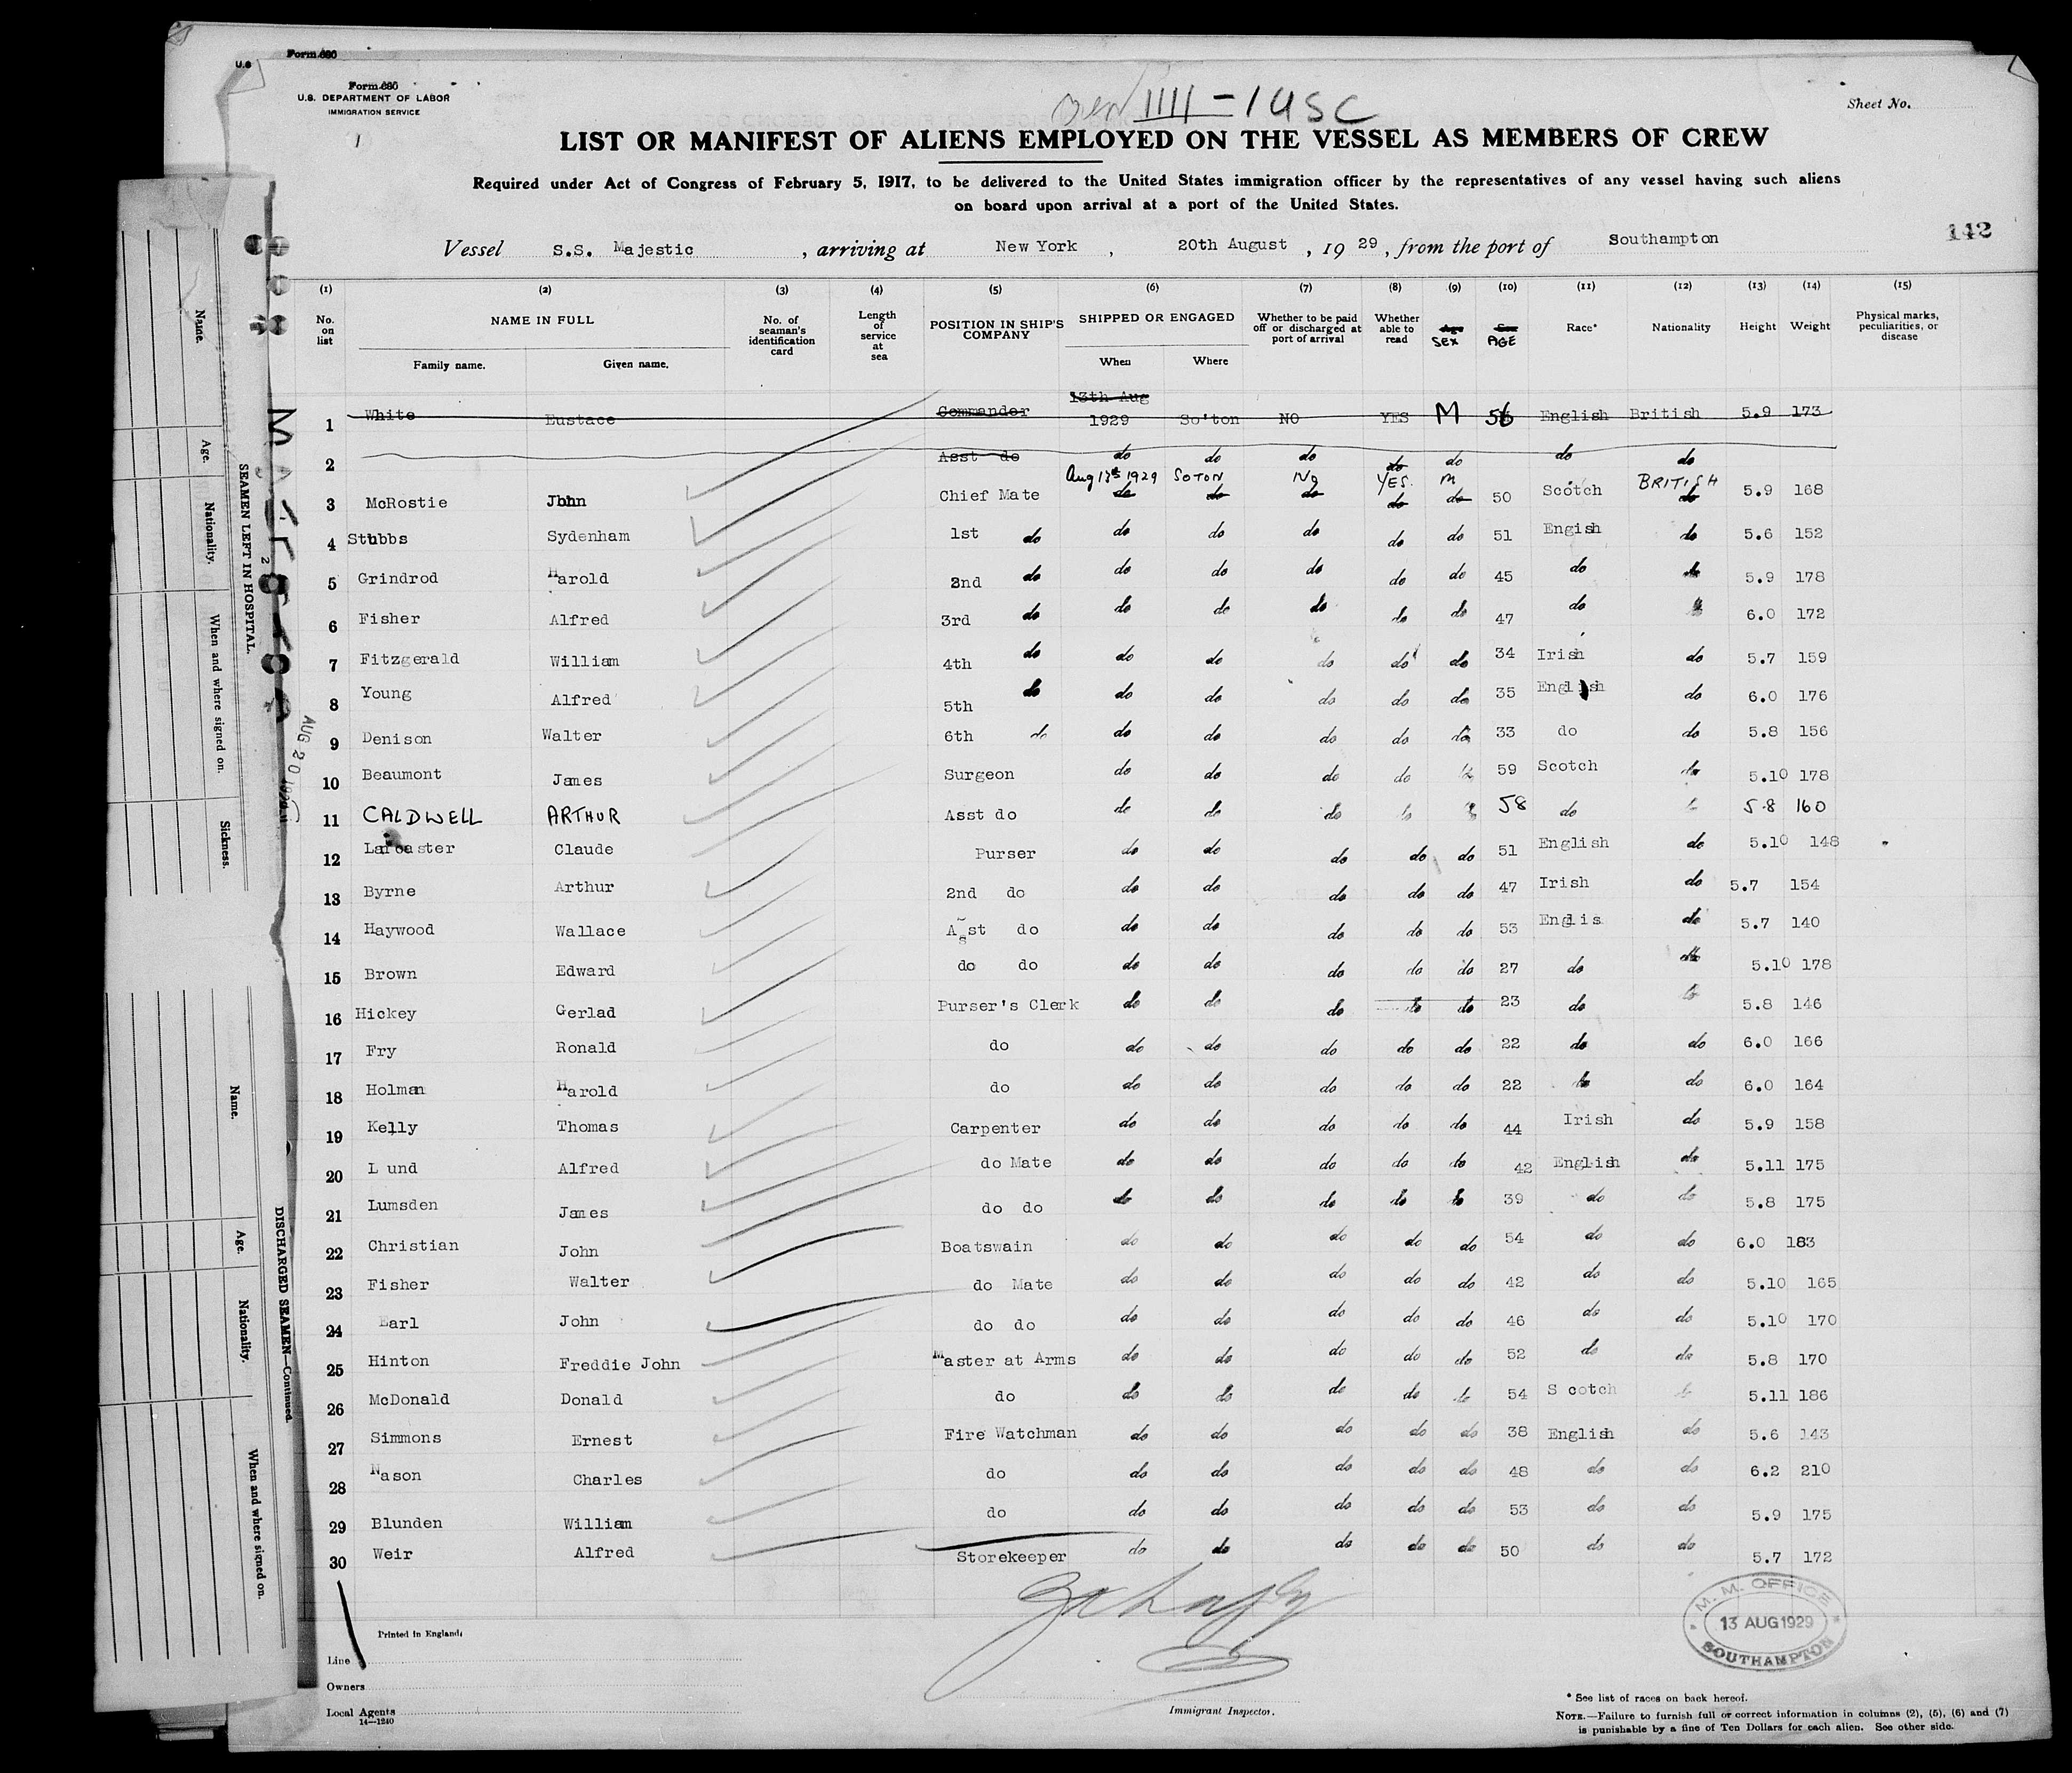 Form 680
U.S
Form 680
U.S. DEPARTMENT OF LABOR
IMMIGRATION SERVICE
1
IIII - 1 USC
Sheet No.
LIST OR MANIFEST OF ALIENS EMPLOYED ON THE VESSEL AS MEMBERS OF CREW
Required under Act of Congress of February 5, 1917, to be delivered to the United States immigration officer by the representatives of any vessel having such aliens
on board upon arrival at a port of the United States.
142
Vessel S.S. Majestic , arriving at New York , 20th August , 19 29 , from the port of Southampton
(1) (2) (3) (4) (5) (6) (7) (8) (9) (10) (11) (12) (13) (14) (15)
No. on list NAME IN FULL No. of seaman's identification card Length of service at sea POSITION IN SHIP'S COMPANY SHIPPED OR ENGAGED Whether to be paid off or discharged at port of arrival Whether able to read Age SEX Sex AGE Race* Nationality Height Weight Physical marks, peculiarities, or disease
Family name. Given name. When Where
1 White Eustace Commander 13th Aug 1929 So'ton NO YES M 56 English British 5.9 173
2 Asst do do do do do do do do
3 McRostie John Chief Mate Aug 13th 1929 SOTON No YES M 50 Scotch BRITISH 5.9 168
4 Stubbs Sydenham 1st do do do do do do 51 Engish do 5.6 152
5 Grindrod Harold 2nd do do do do do do 45 do do 5.9 178
6 Fisher Alfred 3rd do do do do do do 47 do do 6.0 172
7 Fitzgerald William 4th do do do do do do 34 Irish do 5.7 159
8 Young Alfred 5th do do do do do do 35 English do 6.0 176
9 Denison Walter 6th do do do do do do 33 do do 5.8 156
10 Beaumont James Surgeon do do do do do 59 Scotch do 5.10 178
11 CALDWELL ARTHUR Asst do do do do do do 58 do do 5.8 160
12 Lancaster Claude Purser do do do do do 51 English do 5.10 148
13 Byrne Arthur 2nd do do do do do do 47 Irish do 5.7 154
14 Haywood Wallace Asst do do do do do do 53 Englis do 5.7 140
15 Brown Edward do do do do do do do 27 do do 5.10 178
16 Hickey Gerlad Purser's Clerk do do do do do 23 do do 5.8 146
17 Fry Ronald do do do do do do 22 do do 6.0 166
18 Holman Harold do do do do do do 22 do do 6.0 164
19 Kelly Thomas Carpenter do do do do do 44 Irish do 5.9 158
20 L und Alfred do Mate do do do do do 42 English do 5.11 175
21 Lumsden James do do do do do do do 39 do do 5.8 175
22 Christian John Boatswain do do do do do 54 do do 6.0 183
23 Fisher Walter do Mate do do do do do 42 do do 5.10 165
24 Earl John do do do do do do do 46 do do 5.10 170
25 Hinton Freddie John Master at Arms do do do do do 52 do do 5.8 170
26 McDonald Donald do do do do do do 54 S cotch do 5.11 186
27 Simmons Ernest Fire Watchman do do do do do 38 English do 5.6 143
28 Nason Charles do do do do do do 48 do do 6.2 210
29 Blunden William do do do do do do 53 do do 5.9 175
30 Weir Alfred Storekeeper do do do do do 50 do do 5.7 172
Printed in England
Line
Owners
Local Agents
14—1240
Immigrant Inspector.
M. M. OFFICE
13 AUG 1929
SOUTHAMPTON
* See list of races on back hereof.
NOTE.—Failure to furnish full or correct information in columns (2), (5), (6) and (7)
is punishable by a fine of Ten Dollars for each alien. See other side.
SEAMEN LEFT IN HOSPITAL.
Name.
Age.
Nationality.
When and where signed on.
Sickness.
AUG 20 1929
DISCHARGED SEAMEN—Continued.
Name.
Age.
Nationality.
When and where signed on.